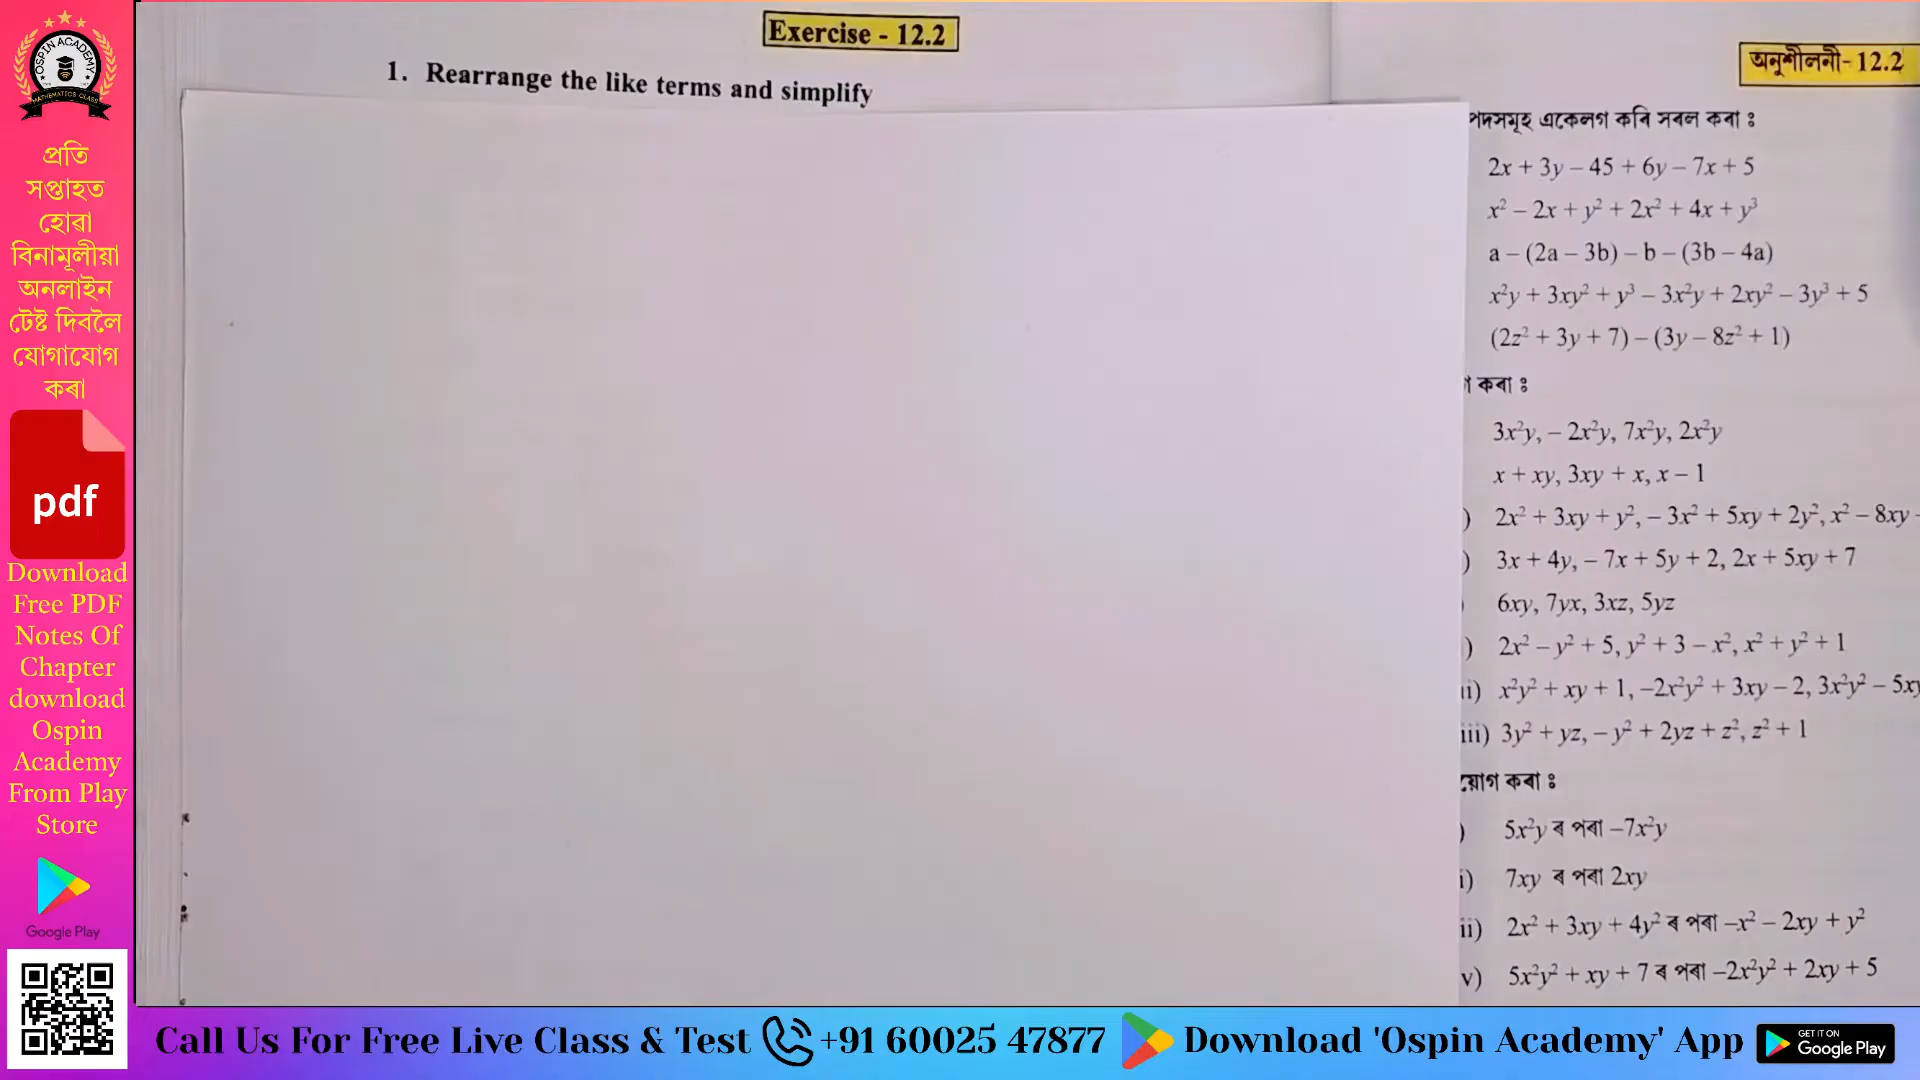 OSPIN ACADEMY
MATHEMATICS CLASS
প্ৰতি
সপ্তাহত
হোৱা
বিনামূলীয়া
অনলাইন
টেষ্ট দিবলৈ
যোগাযোগ
কৰা
pdf
Download
Free PDF
Notes Of
Chapter
download
Ospin
Academy
From Play
Store
Google Play
Exercise - 12.2
1. Rearrange the like terms and simplify
অনুশীলনী- 12.2
পদসমূহ একেলগ কৰি সৰল কৰা ঃ
2x + 3y – 45 + 6y – 7x + 5
x² – 2x + y² + 2x² + 4x + y³
a – (2a – 3b) – b – (3b – 4a)
x²y + 3xy² + y³ – 3x²y + 2xy² – 3y³ + 5
(2z² + 3y + 7) – (3y – 8z² + 1)
কৰা ঃ
3x²y, – 2x²y, 7x²y, 2x²y
x + xy, 3xy + x, x – 1
) 2x² + 3xy + y², – 3x² + 5xy + 2y², x² – 8xy
) 3x + 4y, – 7x + 5y + 2, 2x + 5xy + 7
6xy, 7yx, 3xz, 5yz
) 2x² – y² + 5, y² + 3 – x², x² + y² + 1
ii) x²y² + xy + 1, –2x²y² + 3xy – 2, 3x²y² – 5xy
iii) 3y² + yz, – y² + 2yz + z², z² + 1
য়োগ কৰা ঃ
) 5x²y ৰ পৰা –7x²y
i) 7xy ৰ পৰা 2xy
ii) 2x² + 3xy + 4y² ৰ পৰা –x² – 2xy + y²
v) 5x²y² + xy + 7 ৰ পৰা –2x²y² + 2xy + 5
Call Us For Free Live Class & Test +91 60025 47877 Download 'Ospin Academy' App GET IT ON Google Play